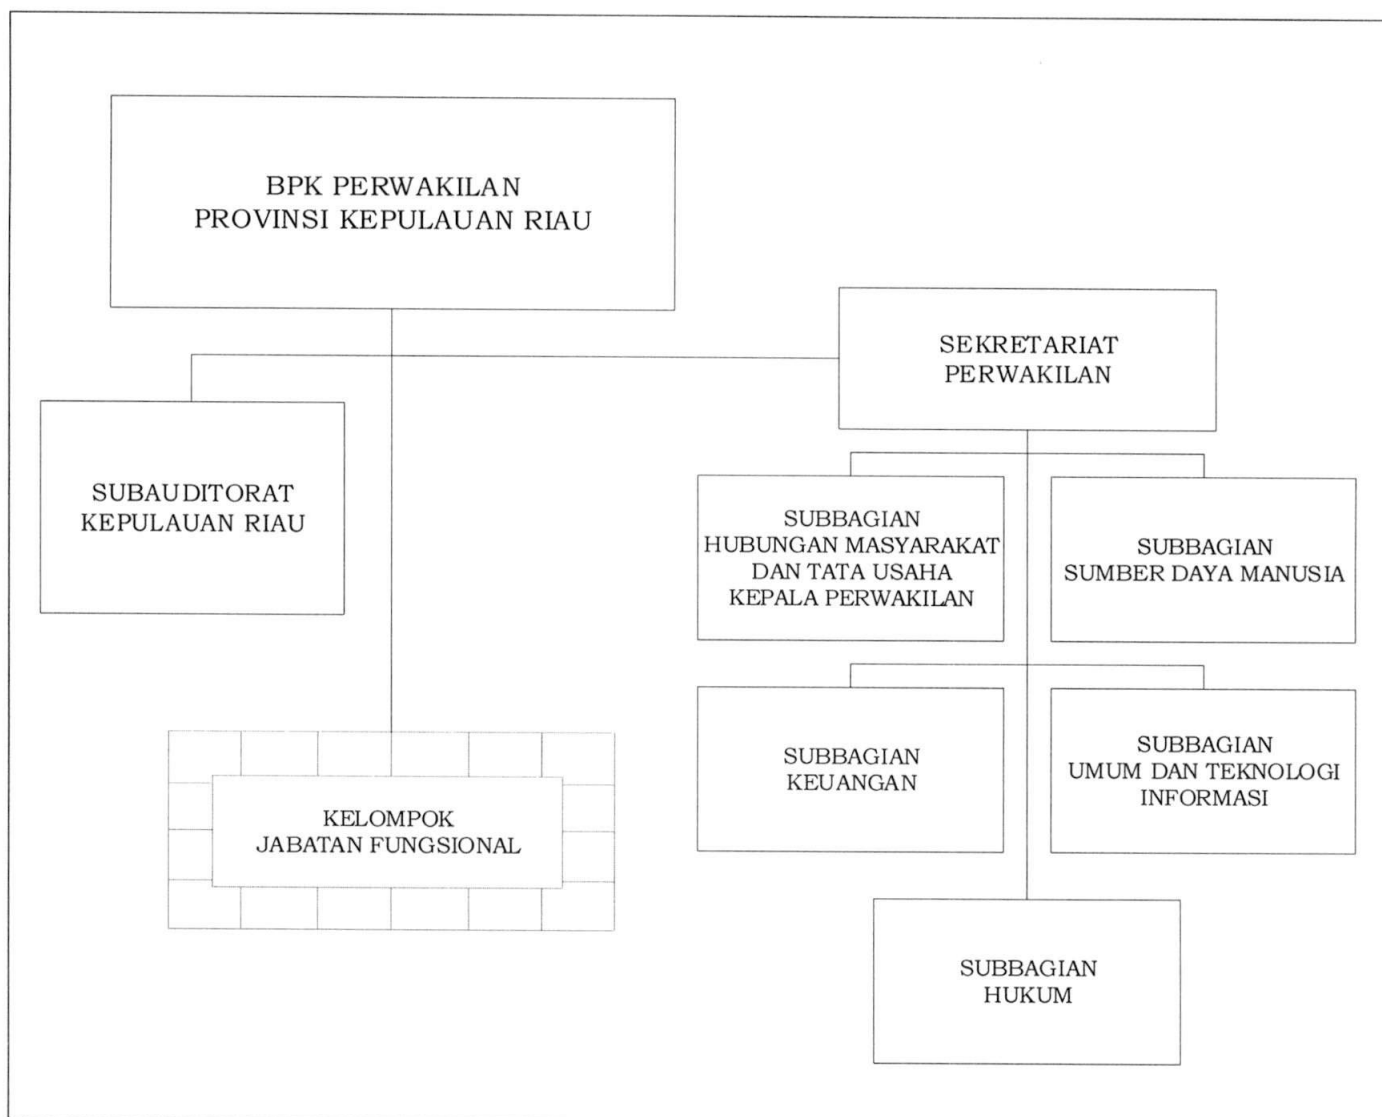 BPK PERWAKILAN
PROVINSI KEPULAUAN RIAU
SEKRETARIAT
PERWAKILAN
SUBAUDITORAT
KEPULAUAN RIAU
SUBBAGIAN
HUBUNGAN MASYARAKAT
DAN TATA USAHA
KEPALA PERWAKILAN
SUBBAGIAN
SUMBER DAYA MANUSIA
SUBBAGIAN
KEUANGAN
SUBBAGIAN
UMUM DAN TEKNOLOGI
INFORMASI
KELOMPOK
JABATAN FUNGSIONAL
SUBBAGIAN
HUKUM